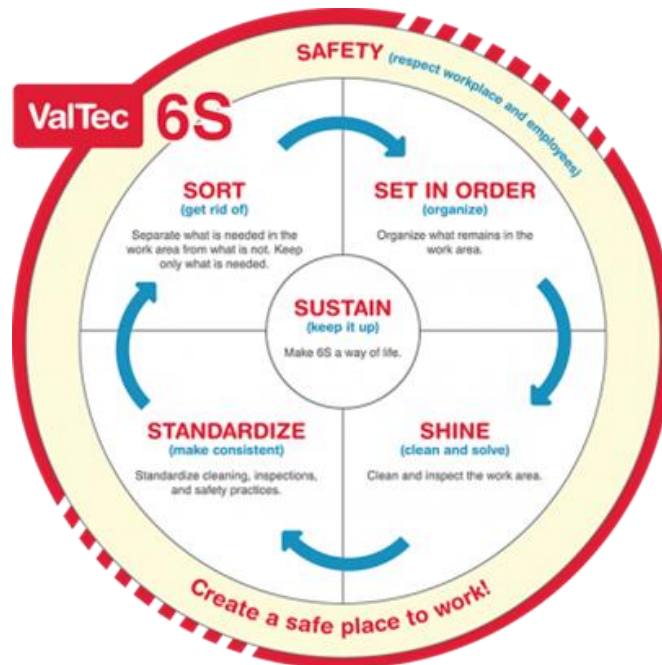 SAFETY (respect workplace and employees)
ValTec 6S
SORT
(get rid of)
Separate what is needed in the
work area from what is not. Keep
only what is needed.
SET IN ORDER
(organize)
Organize what remains in the
work area.
SUSTAIN
(keep it up)
Make 6S a way of life.
STANDARDIZE
(make consistent)
Standardize cleaning, inspections,
and safety practices.
SHINE
(clean and solve)
Clean and inspect the work area.
Create a safe place to work!